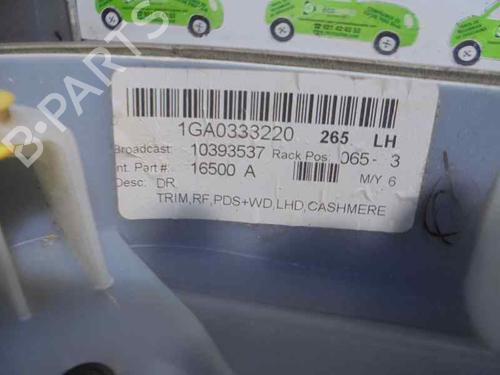 1GA0333220 265 LH
Broadcast: 10393537 Rack Pos: 065- 3
Int. Part #: 16500 A M/Y 6
Desc: DR
TRIM,RF,PDS+WD,LHD,CASHMERE